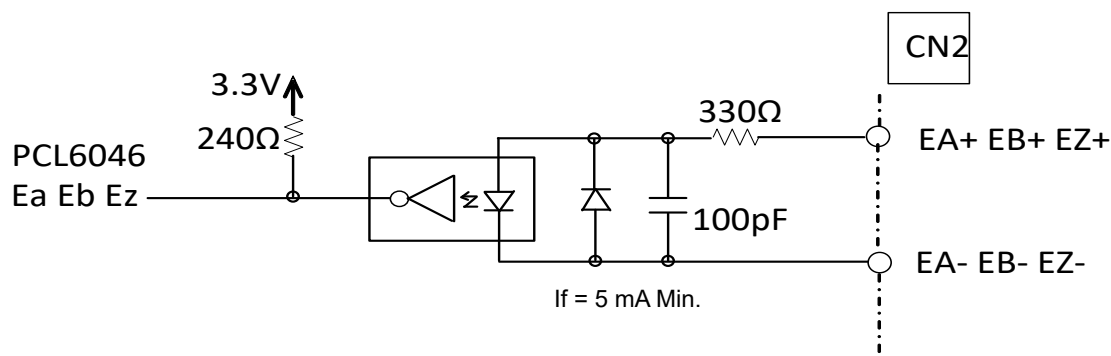 CN2
3.3V
240Ω
330Ω
PCL6046
Ea Eb Ez
EA+ EB+ EZ+
100pF
EA- EB- EZ-
If = 5 mA Min.